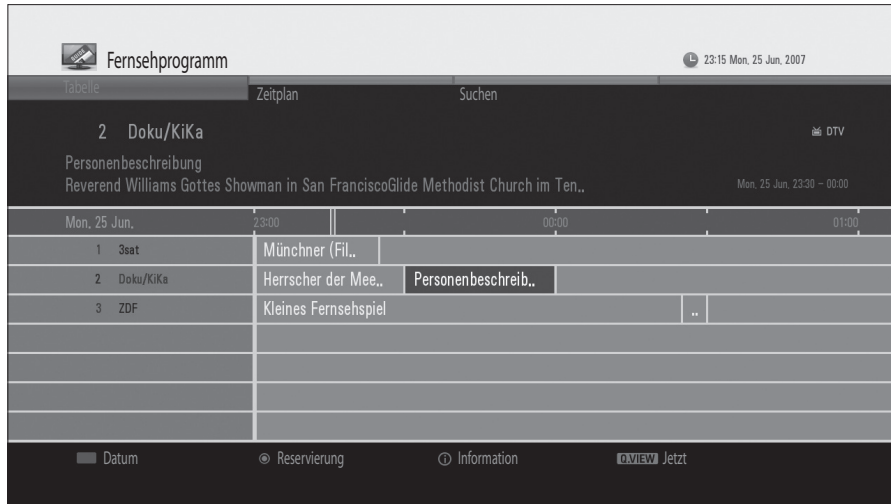 Fernsehprogramm
23:15 Mon, 25 Jun, 2007
Tabelle Zeitplan Suchen
2 Doku/KiKa
DTV
Personenbeschreibung
Reverend Williams Gottes Showman in San FranciscoGlide Methodist Church im Ten..
Mon, 25 Jun, 23:30 – 00:00
Mon, 25 Jun, 23:00 00:00 01:00
1 3sat Münchner (Fil..
2 Doku/KiKa Herrscher der Mee.. Personenbeschreib..
3 ZDF Kleines Fernsehspiel ..
Datum Reservierung Information Q.VIEW Jetzt